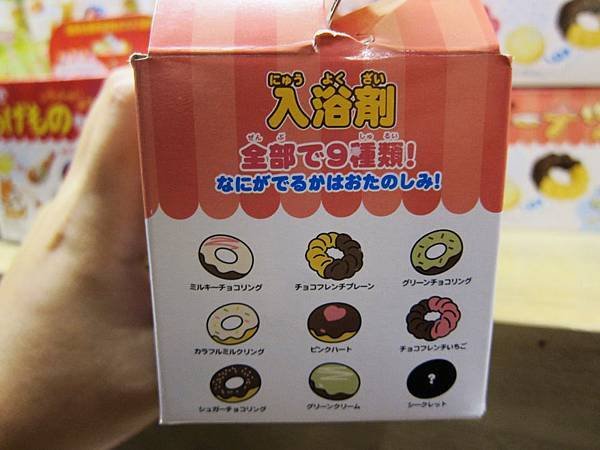 にゅう よく ざい
入浴剤
ぜん ぶ しゅ るい
全部で9種類!
なにがでるかはおたのしみ!
ミルキーチョコリング
チョコフレンチプレーン
グリーンチョコリング
カラフルミルクリング
ピンクハート
チョコフレンチいちご
シュガーチョコリング
グリーンクリーム
?
シークレット
げもの